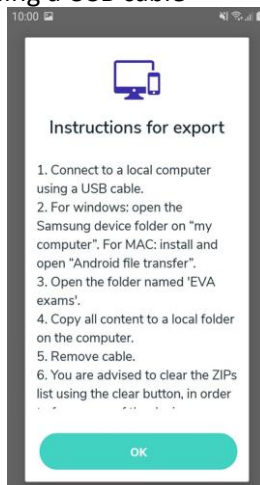 using a USB cable
10:00
Instructions for export
1. Connect to a local computer
using a USB cable.
2. For windows: open the
Samsung device folder on “my
computer”. For MAC: install and
open “Android file transfer”.
3. Open the folder named 'EVA
exams'.
4. Copy all content to a local folder
on the computer.
5. Remove cable.
6. You are advised to clear the ZIPs
list using the clear button, in order
OK